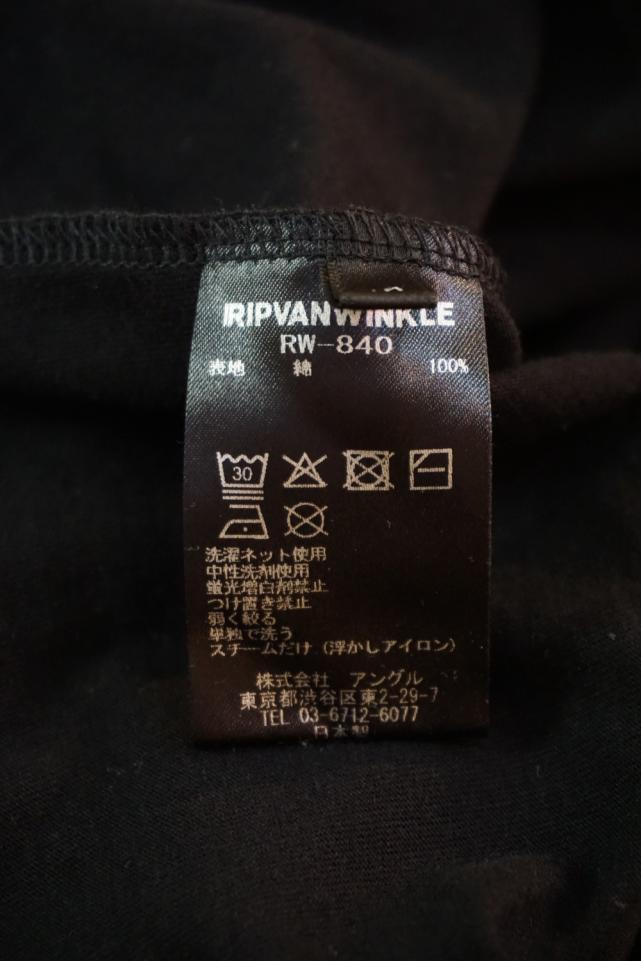 RIPVANWINKLE
RW-840
表地 綿 100%
30
洗濯ネット使用
中性洗剤使用
蛍光増白剤禁止
つけ置き禁止
弱く絞る
単独で洗う
スチームだけ（浮かしアイロン）
株式会社 アングル
東京都渋谷区東2-29-7
TEL 03-6712-6077
日本製